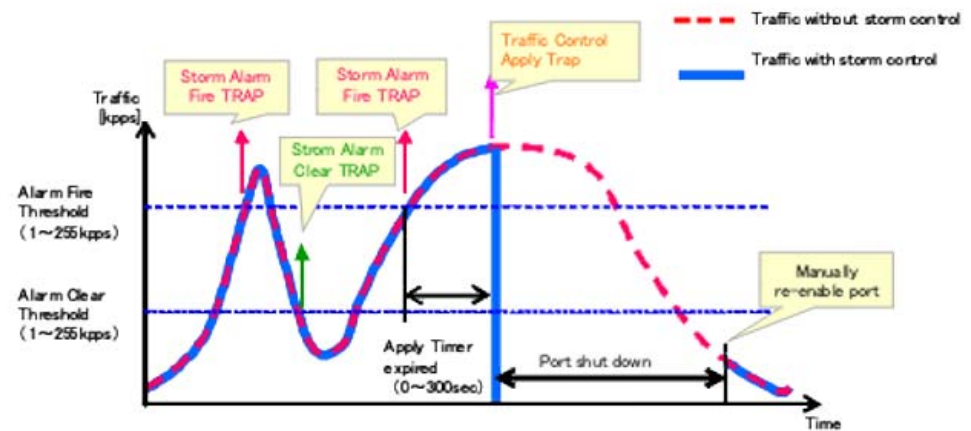 Traffic without storm control
Traffic with storm control
Traffic Control
Apply Trap
Storm Alarm
Fire TRAP
Storm Alarm
Fire TRAP
Traffic
[kpps]
Strom Alarm
Clear TRAP
Alarm Fire
Threshold
(1～255kpps)
Alarm Clear
Threshold
(1～255kpps)
Manually
re-enable port
Apply Timer
expired
(0～300sec)
Port shut down
Time